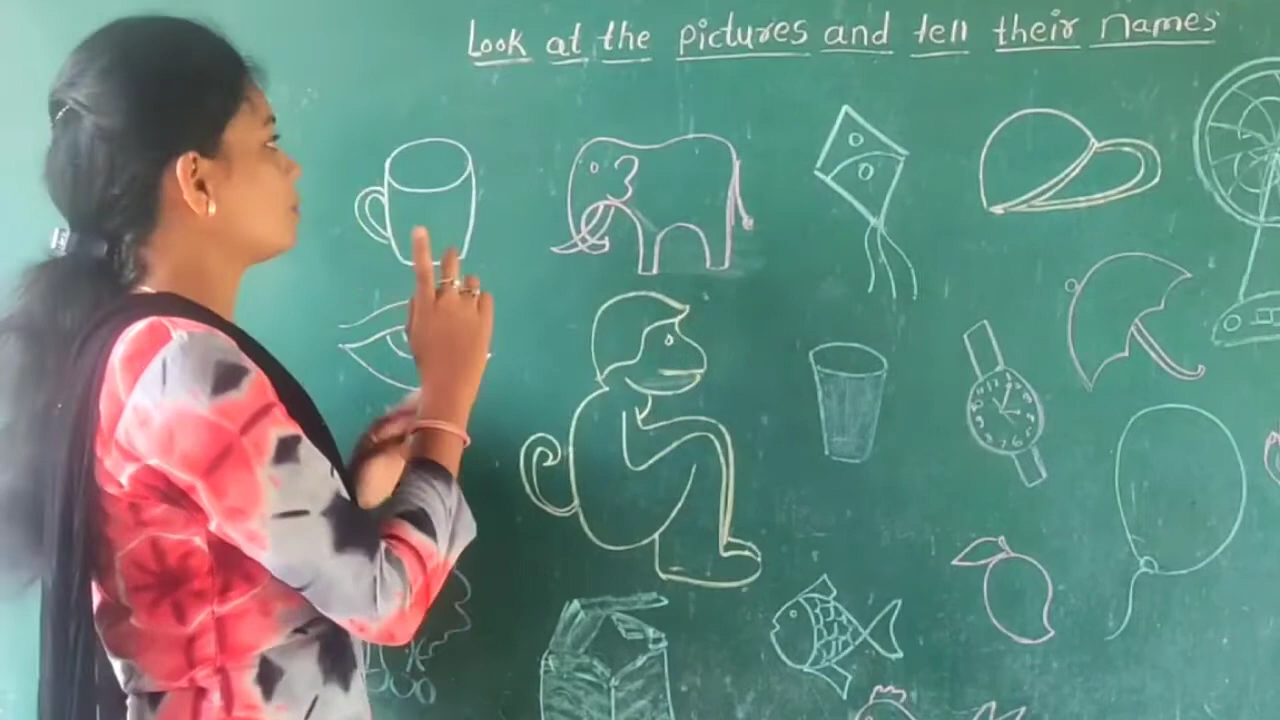 Look at the pictures and tell their names